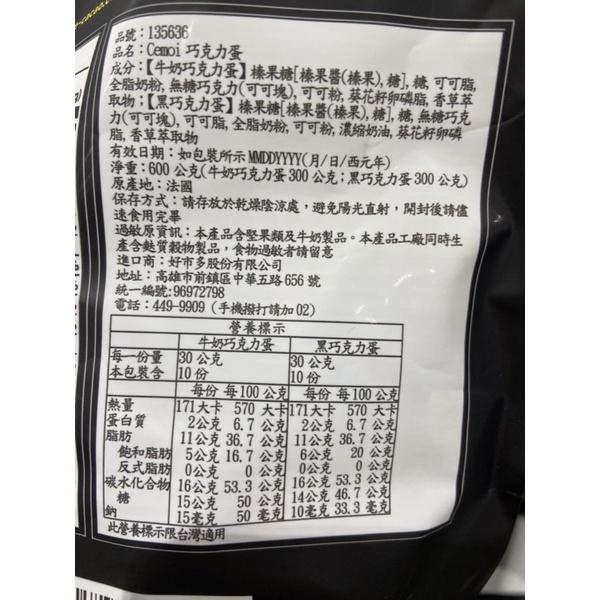 品號：135636
品名：Cemoi 巧克力蛋
成分：【牛奶巧克力蛋】榛果糖[榛果醬(榛果), 糖], 糖, 可可脂,
全脂奶粉, 無糖巧克力(可可塊), 可可粉, 葵花籽卵磷脂, 香草萃
取物；【黑巧克力蛋】榛果糖[榛果醬(榛果), 糖], 糖, 無糖巧克
力(可可塊), 可可脂, 全脂奶粉, 可可粉, 濃縮奶油, 葵花籽卵磷
脂, 香草萃取物
有效日期：如包裝所示 MMDDYYYY(月/日/西元年)
淨重：600 公克(牛奶巧克力蛋 300 公克；黑巧克力蛋 300 公克)
原產地：法國
保存方式：請存放於乾燥陰涼處，避免陽光直射，開封後請儘
速食用完畢
過敏原資訊：本產品含堅果類及牛奶製品。本產品工廠同時生
產含麩質穀物製品，食物過敏者請留意
進口商：好市多股份有限公司
地址：高雄市前鎮區中華五路 656 號
統一編號:96972798
電話：449-9909 (手機撥打請加 02)
營養標示
牛奶巧克力蛋 黑巧克力蛋
每一份量 30 公克 30 公克
本包裝含 10 份 10 份
每份 每 100 公克 每份 每 100 公克
熱量 171大卡 570 大卡 171大卡 570 大卡
蛋白質 2公克 6.7 公克 2公克 6.7 公克
脂肪 11公克 36.7 公克 11公克 36.7 公克
飽和脂肪 5公克 16.7 公克 6公克 20 公克
反式脂肪 0公克 0 公克 0公克 0 公克
碳水化合物 16公克 53.3 公克 16公克 53.3 公克
糖 15公克 50 公克 14公克 46.7 公克
鈉 15毫克 50 毫克 10毫克 33.3 毫克
此營養標示限台灣適用